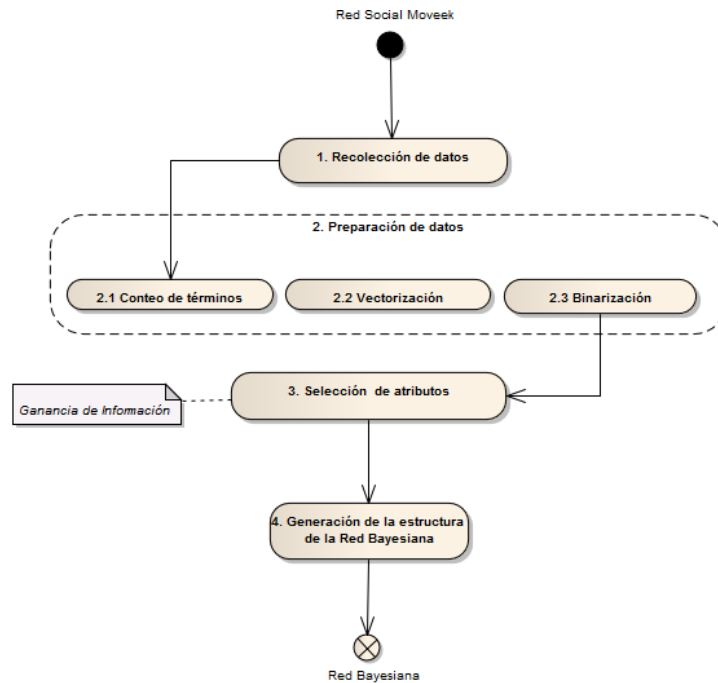 Red Social Moveek
1. Recolección de datos
2. Preparación de datos
2.1 Conteo de términos
2.2 Vectorización
2.3 Binarización
3. Selección de atributos
Ganancia de Información
4. Generación de la estructura
de la Red Bayesiana
Red Bayesiana